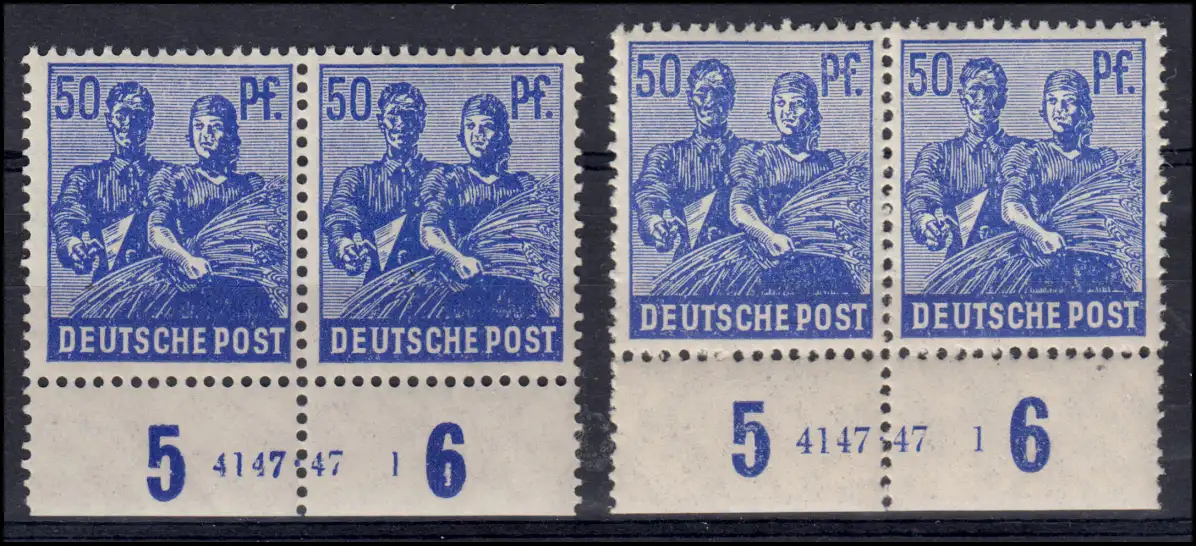 50 Pf. 50 Pf.
DEUTSCHE POST DEUTSCHE POST
5 4147 47 1 6
50 Pf. 50 Pf.
DEUTSCHE POST DEUTSCHE POST
5 4147 47 1 6